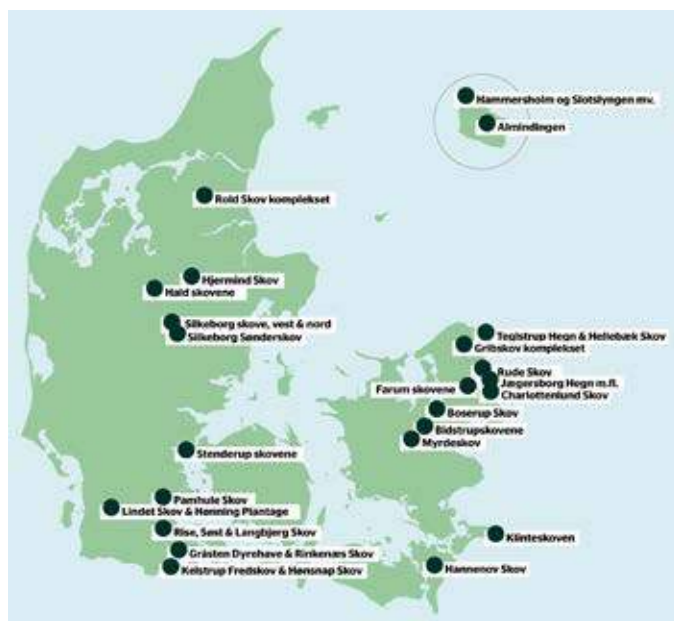 Hammersholm og Slotslyngen mv.
Almindingen
Rold Skov komplekset
Hjermind Skov
Hald skovene
Silkeborg skove, vest & nord
Silkeborg Sønderskov
Teglstrup Hegn & Hellebæk Skov
Gribskov komplekset
Rude Skov
Jægersborg Hegn m.fl.
Farum skovene
Charlottenlund Skov
Boserup Skov
Bidstrupskovene
Myrdeskov
Stenderup skovene
Pamhule Skov
Lindet Skov & Hønning Plantage
Rise, Søst & Langbjerg Skov
Klinteskoven
Gråsten Dyrehave & Rinkenæs Skov
Kelstrup Fredskov & Hønsnap Skov
Hannenov Skov